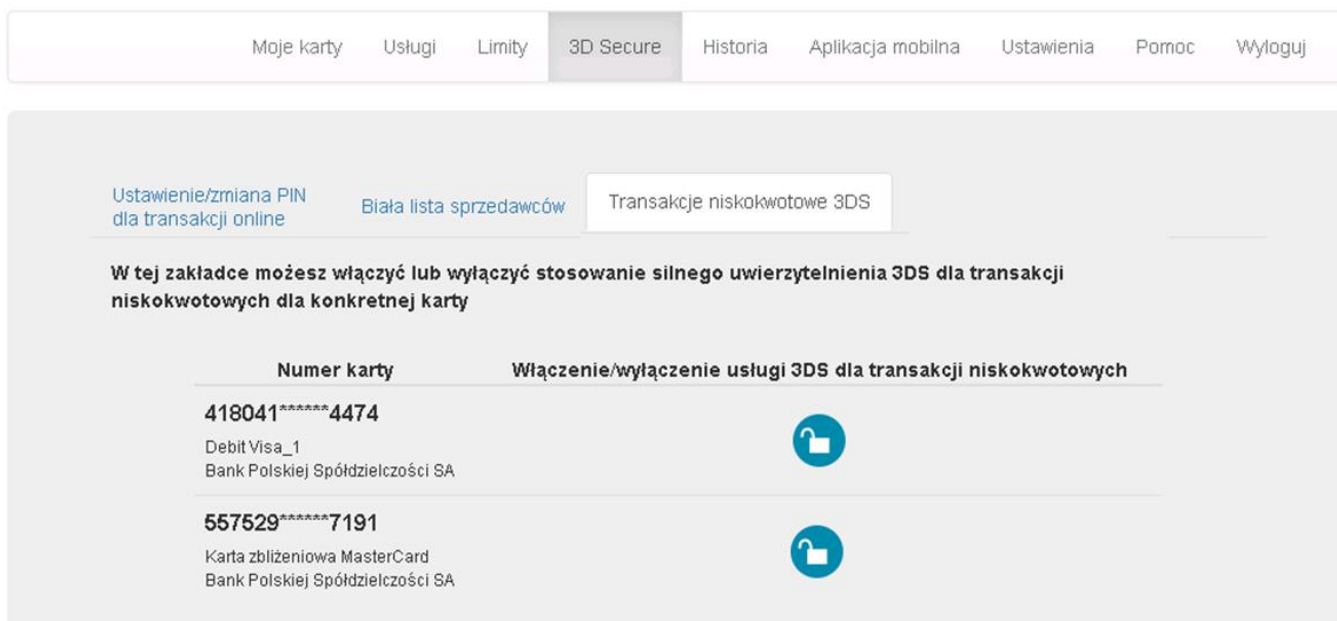 Moje karty Usługi Limity 3D Secure Historia Aplikacja mobilna Ustawienia Pomoc Wyloguj
Ustawienie/zmiana PIN
dla transakcji online
Biała lista sprzedawców
Transakcje niskokwotowe 3DS
W tej zakładce możesz włączyć lub wyłączyć stosowanie silnego uwierzytelnienia 3DS dla transakcji
niskokwotowych dla konkretnej karty
Numer karty Włączenie/wyłączenie usługi 3DS dla transakcji niskokwotowych
418041******4474
Debit Visa_1
Bank Polskiej Spółdzielczości SA
557529******7191
Karta zbliżeniowa MasterCard
Bank Polskiej Spółdzielczości SA